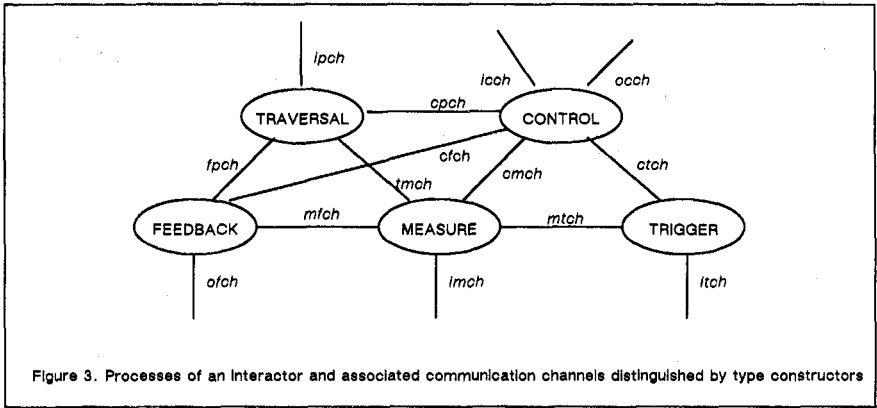 ipch
icch
occh
TRAVERSAL
cpch
CONTROL
fpch
cfch
tmch
cmch
ctch
FEEDBACK
mfch
MEASURE
mtch
TRIGGER
ofch
imch
itch
Figure 3. Processes of an interactor and associated communication channels distinguished by type constructors